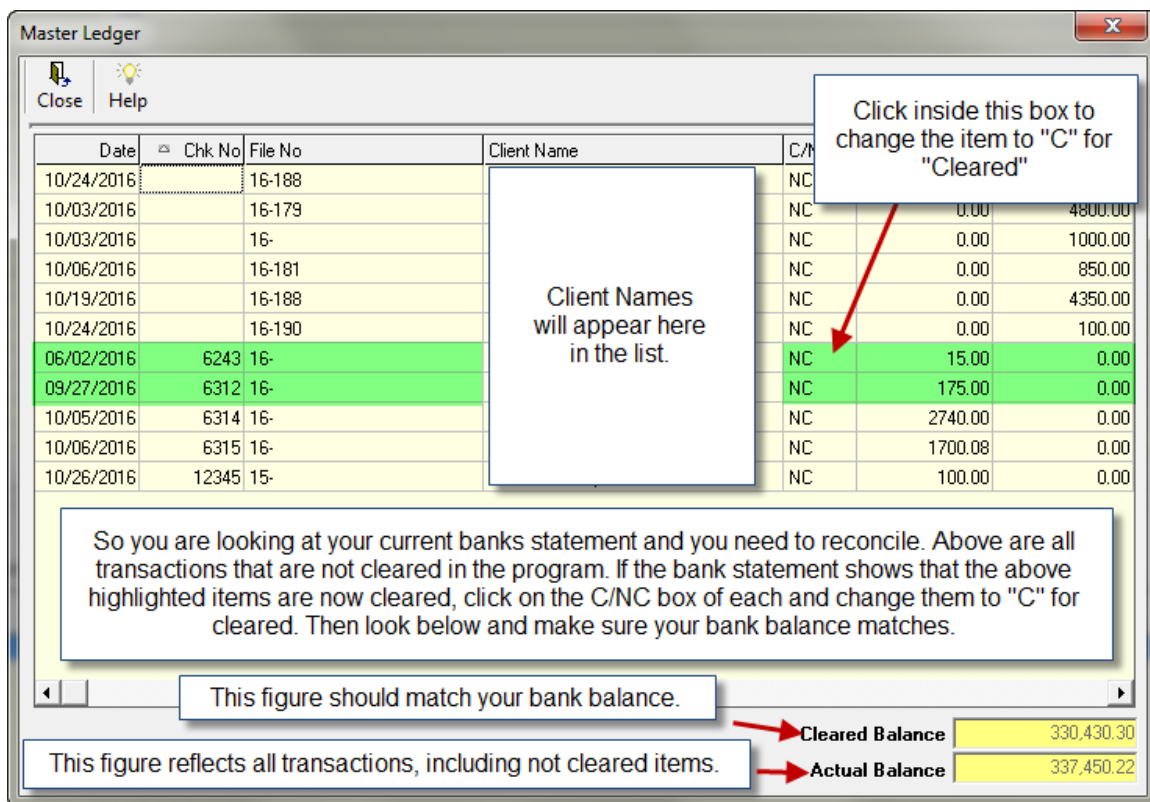 Master Ledger
Close Help
Click inside this box to
change the item to "C" for
"Cleared"
Date Chk No File No Client Name
10/24/2016 16-188 NC
10/03/2016 16-179 NC 0.00 4800.00
10/03/2016 16- NC 0.00 1000.00
10/06/2016 16-181 NC 0.00 850.00
10/19/2016 16-188 NC 0.00 4350.00
10/24/2016 16-190 NC 0.00 100.00
06/02/2016 6243 16- NC 15.00 0.00
09/27/2016 6312 16- NC 175.00 0.00
10/05/2016 6314 16- NC 2740.00 0.00
10/06/2016 6315 16- NC 1700.08 0.00
10/26/2016 12345 15- NC 100.00 0.00
Client Names
will appear here
in the list.
So you are looking at your current banks statement and you need to reconcile. Above are all
transactions that are not cleared in the program. If the bank statement shows that the above
highlighted items are now cleared, click on the C/NC box of each and change them to "C" for
cleared. Then look below and make sure your bank balance matches.
This figure should match your bank balance.
Cleared Balance 330,430.30
This figure reflects all transactions, including not cleared items.
Actual Balance 337,450.22